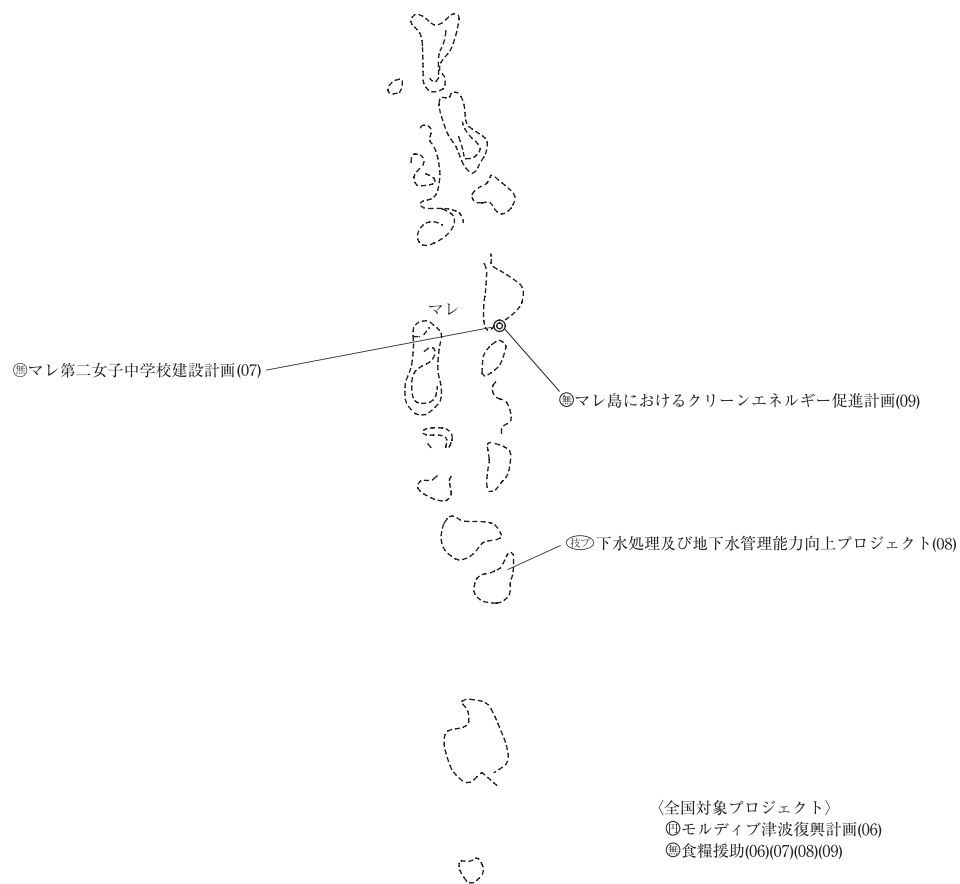 マレ
� 無マレ第二女子中学校建設計画(07)
無マレ島におけるクリーンエネルギー促進計画(09)
技プ下水処理及び地下水管理能力向上プロジェクト(08)
〈全国対象プロジェクト〉
円モルディブ津波復興計画(06)
無食糧援助(06)(07)(08)(09)